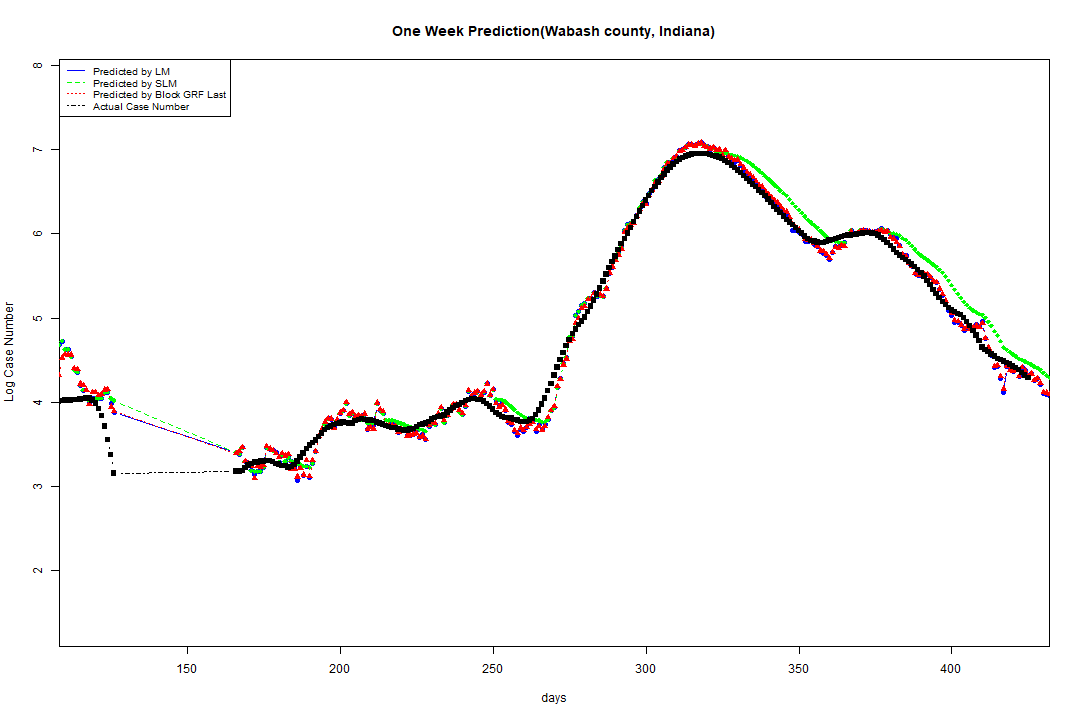 One Week Prediction(Wabash county, Indiana)
Predicted by LM
Predicted by SLM
Predicted by Block GRF Last
Actual Case Number
8
7
6
5
4
3
2
Log Case Number
150 200 250 300 350 400
days